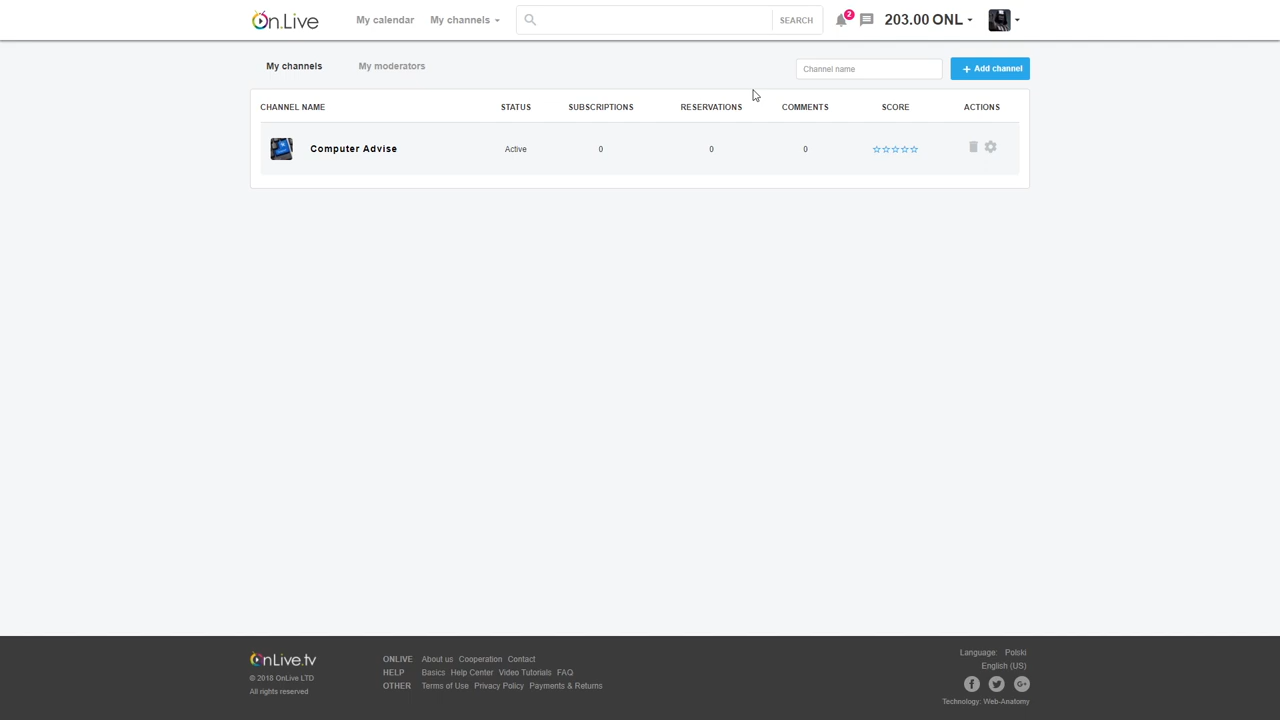 On.Live My calendar My channels SEARCH 2 203.00 ONL
My channels My moderators Channel name + Add channel
CHANNEL NAME STATUS SUBSCRIPTIONS RESERVATIONS COMMENTS SCORE ACTIONS
Computer Advise Active 0 0 0
OnLive.tv
© 2018 OnLive LTD
All rights reserved
ONLIVE About us Cooperation Contact
HELP Basics Help Center Video Tutorials FAQ
OTHER Terms of Use Privacy Policy Payments & Returns
Language: Polski
English (US)
f G+
Technology: Web-Anatomy